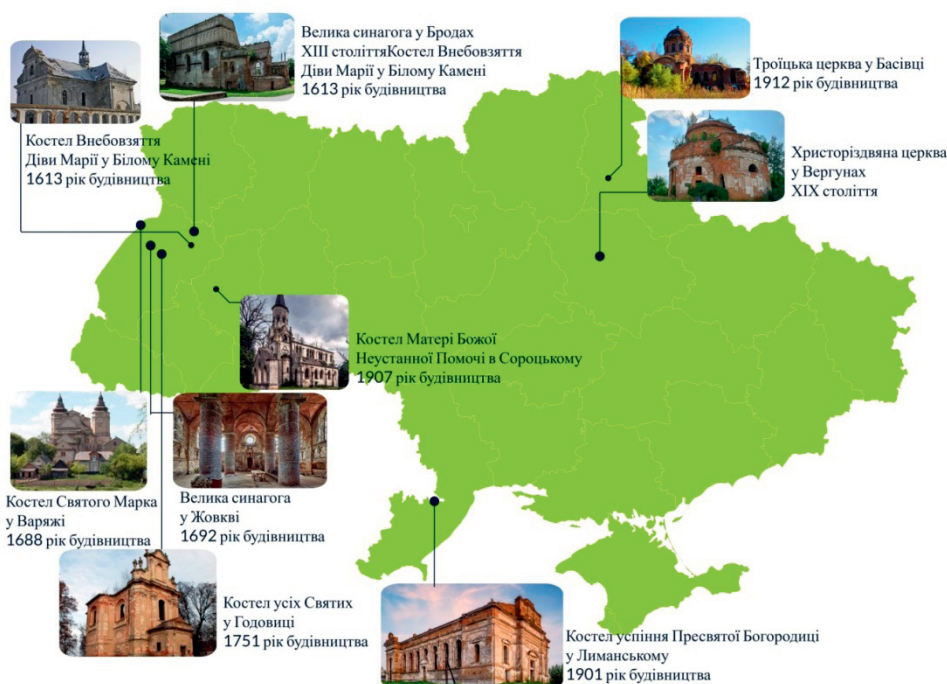 Велика синагога у Бродах
XIII століттяКостел Внебовзяття
Діви Марії у Білому Камені
1613 рік будівництва
Троїцька церква у Басівці
1912 рік будівництва
Костел Внебовзяття
Діви Марії у Білому Камені
1613 рік будівництва
Христоріздвяна церква
у Вергунах
XIX століття
Костел Матері Божої
Неустанної Помочі в Сороцькому
1907 рік будівництва
Костел Святого Марка
у Варяжі
1688 рік будівництва
Велика синагога
у Жовкві
1692 рік будівництва
Костел усіх Святих
у Годовиці
1751 рік будівництва
Костел успіння Пресвятої Богородиці
у Лиманському
1901 рік будівництва